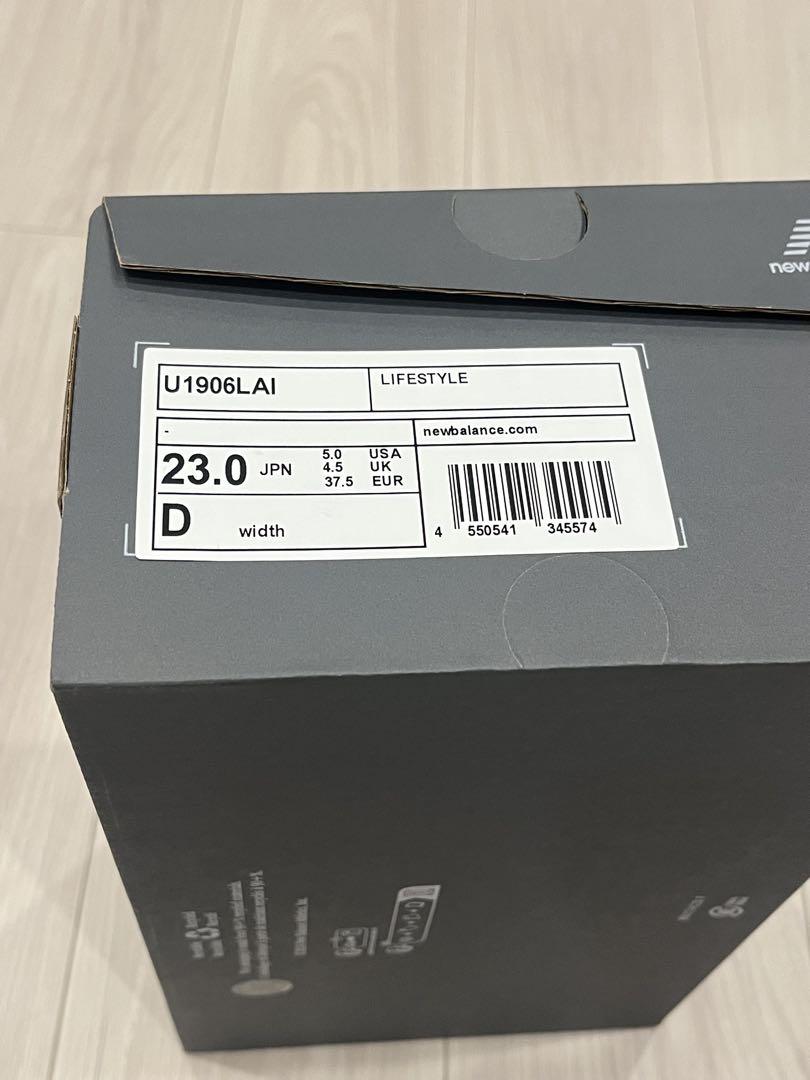 new
U1906LAI
LIFESTYLE
-
newbalance.com
23.0 JPN
5.0 USA
4.5 UK
37.5 EUR
D width
4 550541 345574